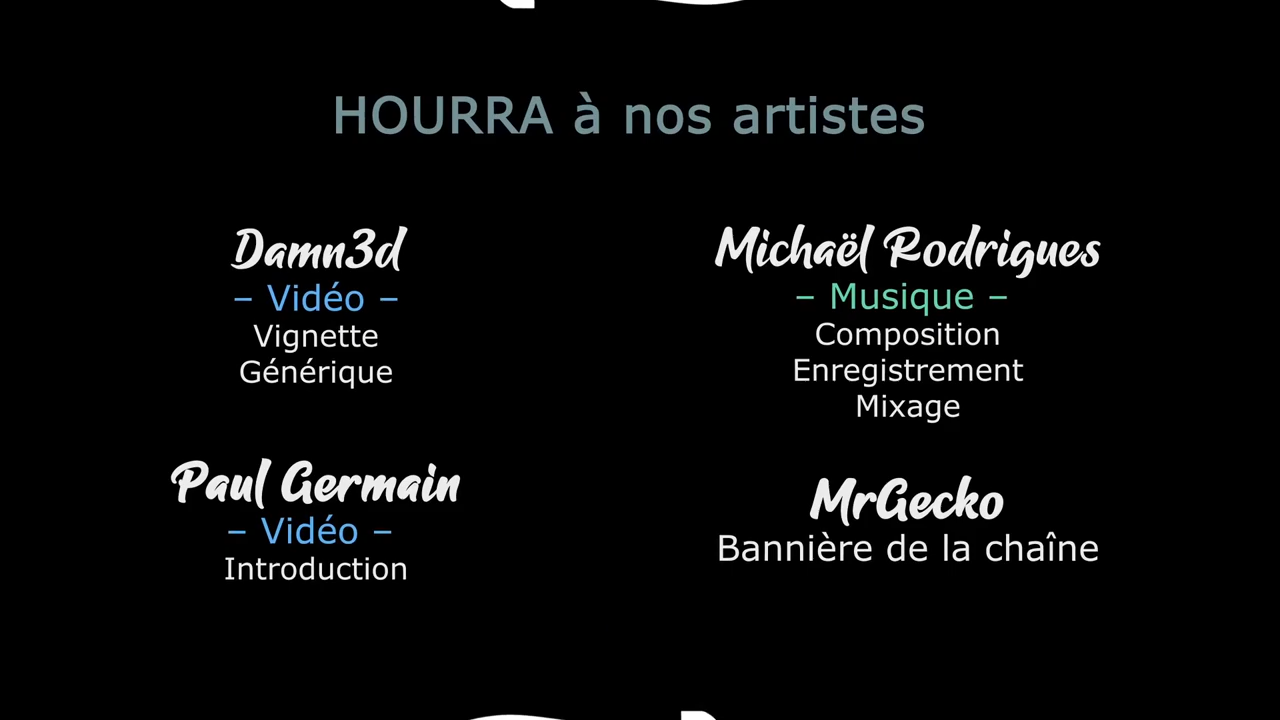 HOURRA à nos artistes
Damn3d
– Vidéo –
Vignette
Générique
Michaël Rodrigues
– Musique –
Composition
Enregistrement
Mixage
Paul Germain
– Vidéo –
Introduction
MrGecko
Bannière de la chaîne